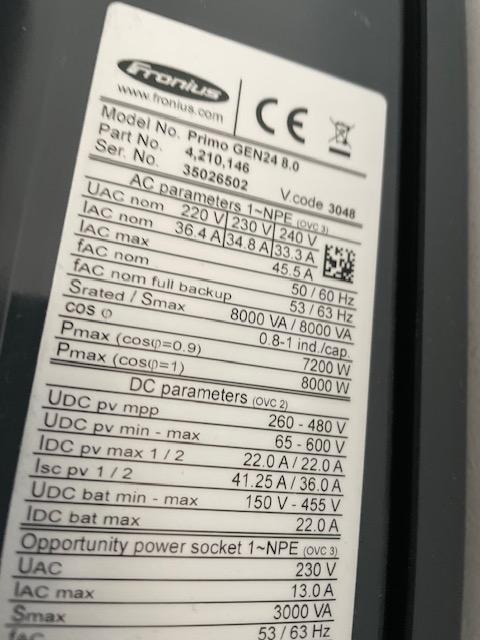 Fronius
www.fronius.com
CE
Model No. Primo GEN24 8.0
Part No. 4,210,146
Ser. No. 35026502 V.code 3048
AC parameters 1~NPE (OVC 3)
UAC nom 220 V 230 V 240 V
IAC nom 36.4 A 34.8 A 33.3 A
IAC max 45.5 A
fAC nom 50 / 60 Hz
fAC nom full backup 53 / 63 Hz
Srated / Smax 8000 VA / 8000 VA
cos φ 0.8-1 ind./cap.
Pmax (cosφ=0.9) 7200 W
Pmax (cosφ=1) 8000 W
DC parameters (OVC 2)
UDC pv mpp 260 - 480 V
UDC pv min - max 65 - 600 V
IDC pv max 1 / 2 22.0 A / 22.0 A
Isc pv 1 / 2 41.25 A / 36.0 A
UDC bat min - max 150 V - 455 V
IDC bat max 22.0 A
Opportunity power socket 1~NPE (OVC 3)
UAC 230 V
IAC max 13.0 A
Smax 3000 VA
fAC 53 / 63 Hz